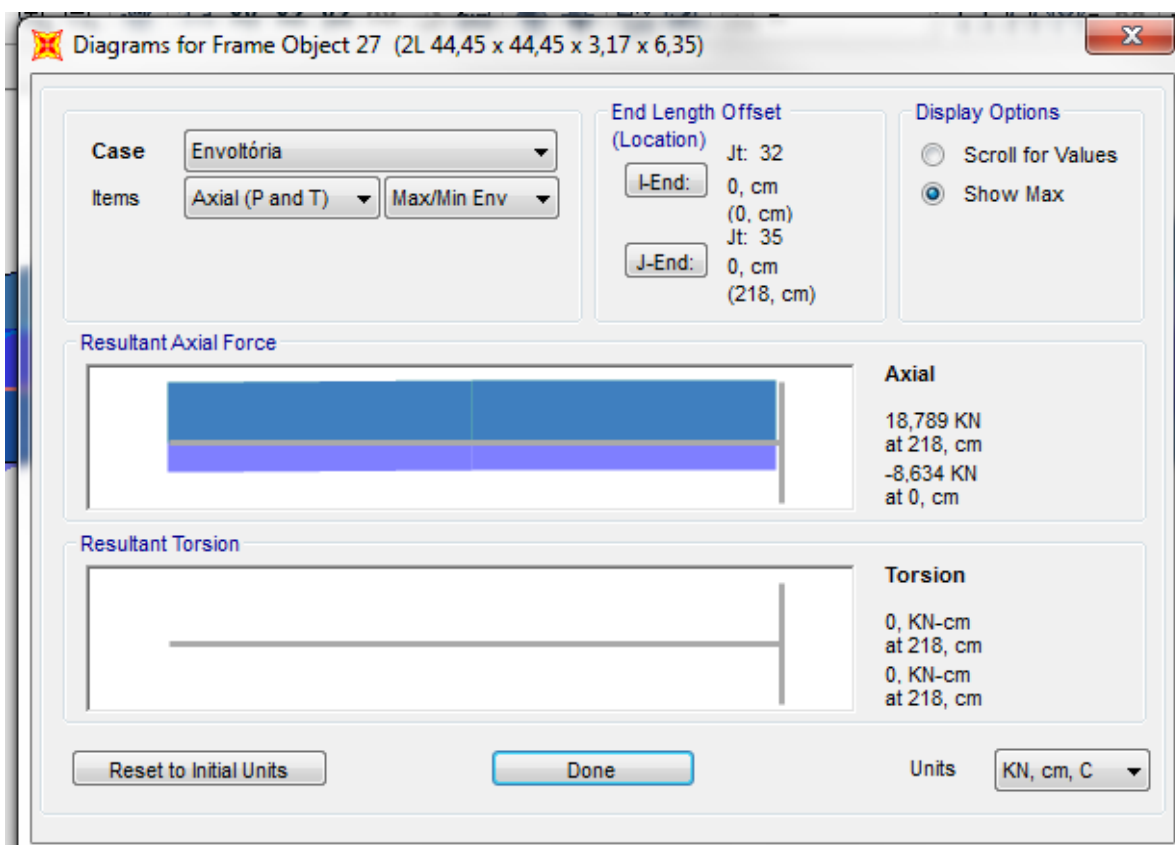 Diagrams for Frame Object 27 (2L 44,45 x 44,45 x 3,17 x 6,35)
Case Envoltória
Items Axial (P and T) Max/Min Env
End Length Offset
(Location)
I-End: Jt: 32
0, cm
(0, cm)
J-End: Jt: 35
0, cm
(218, cm)
Display Options
Scroll for Values
Show Max
Resultant Axial Force
Axial
18,789 KN
at 218, cm
-8,634 KN
at 0, cm
Resultant Torsion
Torsion
0, KN-cm
at 218, cm
0, KN-cm
at 218, cm
Reset to Initial Units Done Units KN, cm, C